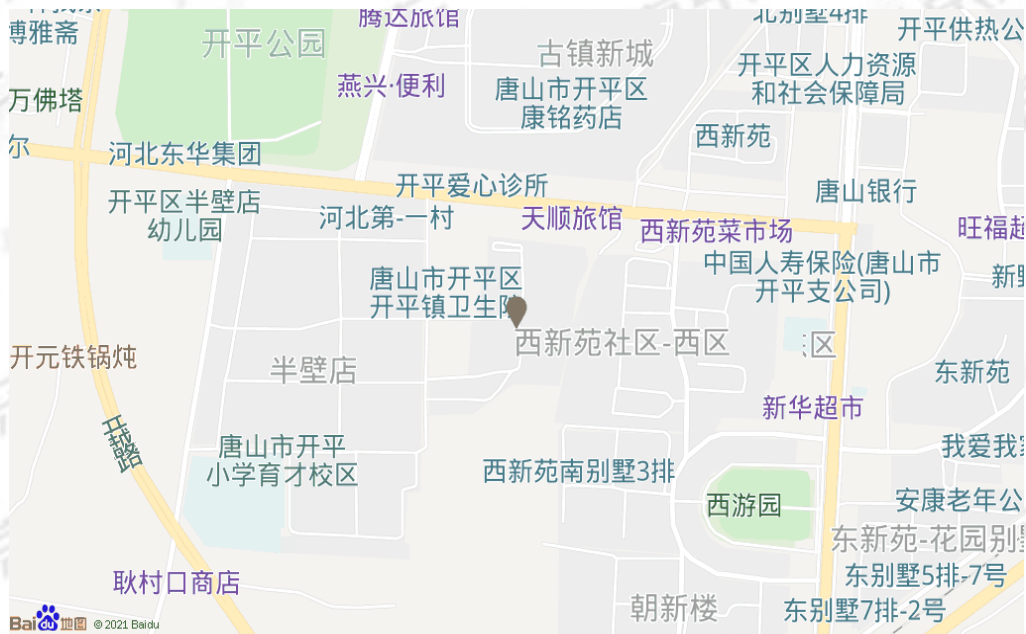 腾达旅馆
北别墅4排
博雅斋
开平公园
开平供热公
古镇新城
燕兴·便利
开平区人力资源
和社会保障局
万佛塔
唐山市开平区
康铭药店
西新苑
尔
河北东华集团
开平爱心诊所
唐山银行
开平区半壁店
幼儿园
河北第-一村
天顺旅馆
西新苑菜市场
旺福超
唐山市开平区
开平镇卫生院
中国人寿保险(唐山市
开平支公司)
新野
西新苑社区-西区
区
开元铁锅炖
半壁店
东新苑
新华超市
开越路
唐山市开平
小学育才校区
我爱我家
西新苑南别墅3排
西游园
安康老年公
东新苑-花园别墅
耿村口商店
东别墅5排-7号
朝新楼
东别墅7排-2号
Bai du 地图 © 2021 Baidu